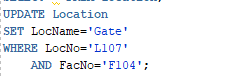 UPDATE Location
SET LocName='Gate'
WHERE LocNo='L107'
AND FacNo='F104';